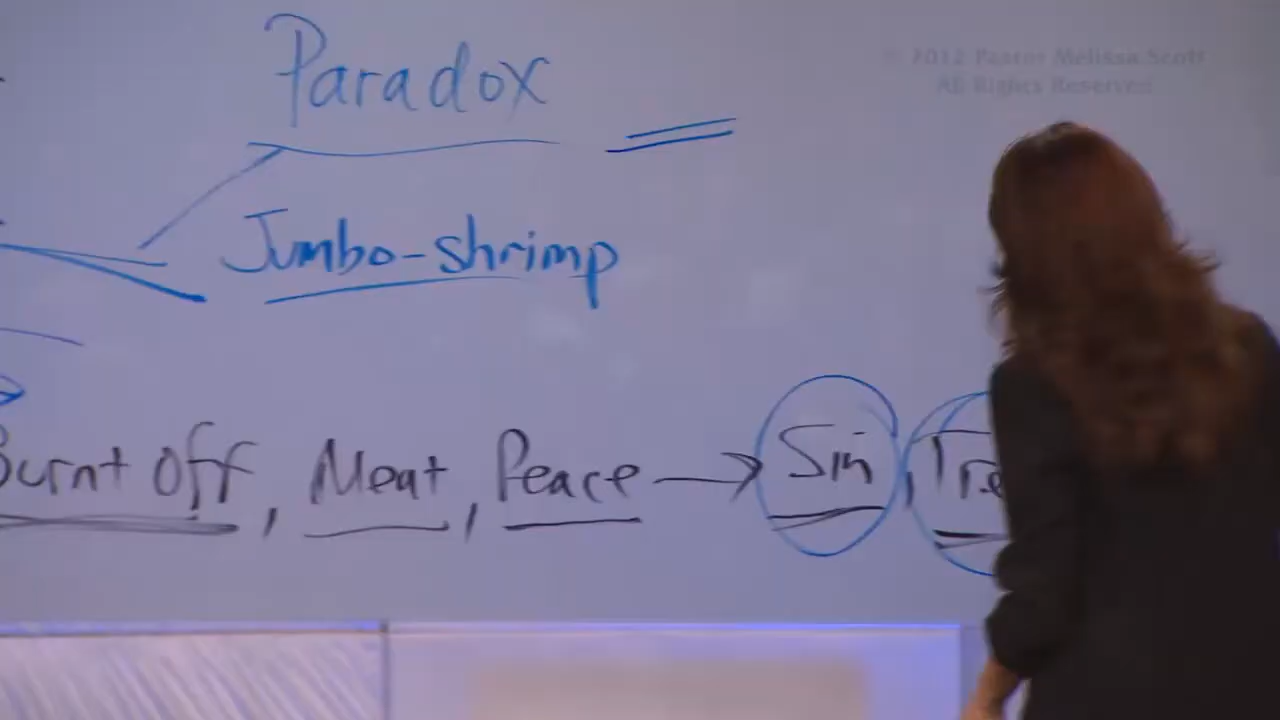 © 2012 Pastor Melissa Scott
All Rights Reserved
Paradox
Jumbo-shrimp
Burnt Off, Meat, Peace → Sin, Tre